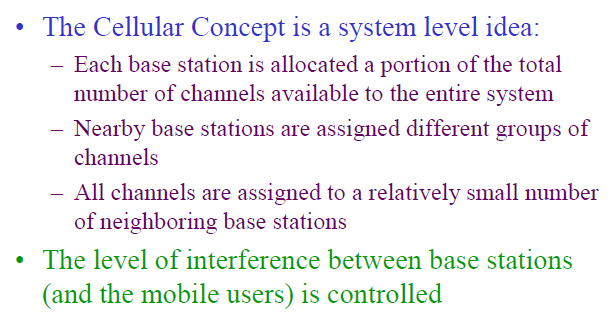 • The Cellular Concept is a system level idea:
– Each base station is allocated a portion of the total
number of channels available to the entire system
– Nearby base stations are assigned different groups of
channels
– All channels are assigned to a relatively small number
of neighboring base stations
• The level of interference between base stations
(and the mobile users) is controlled